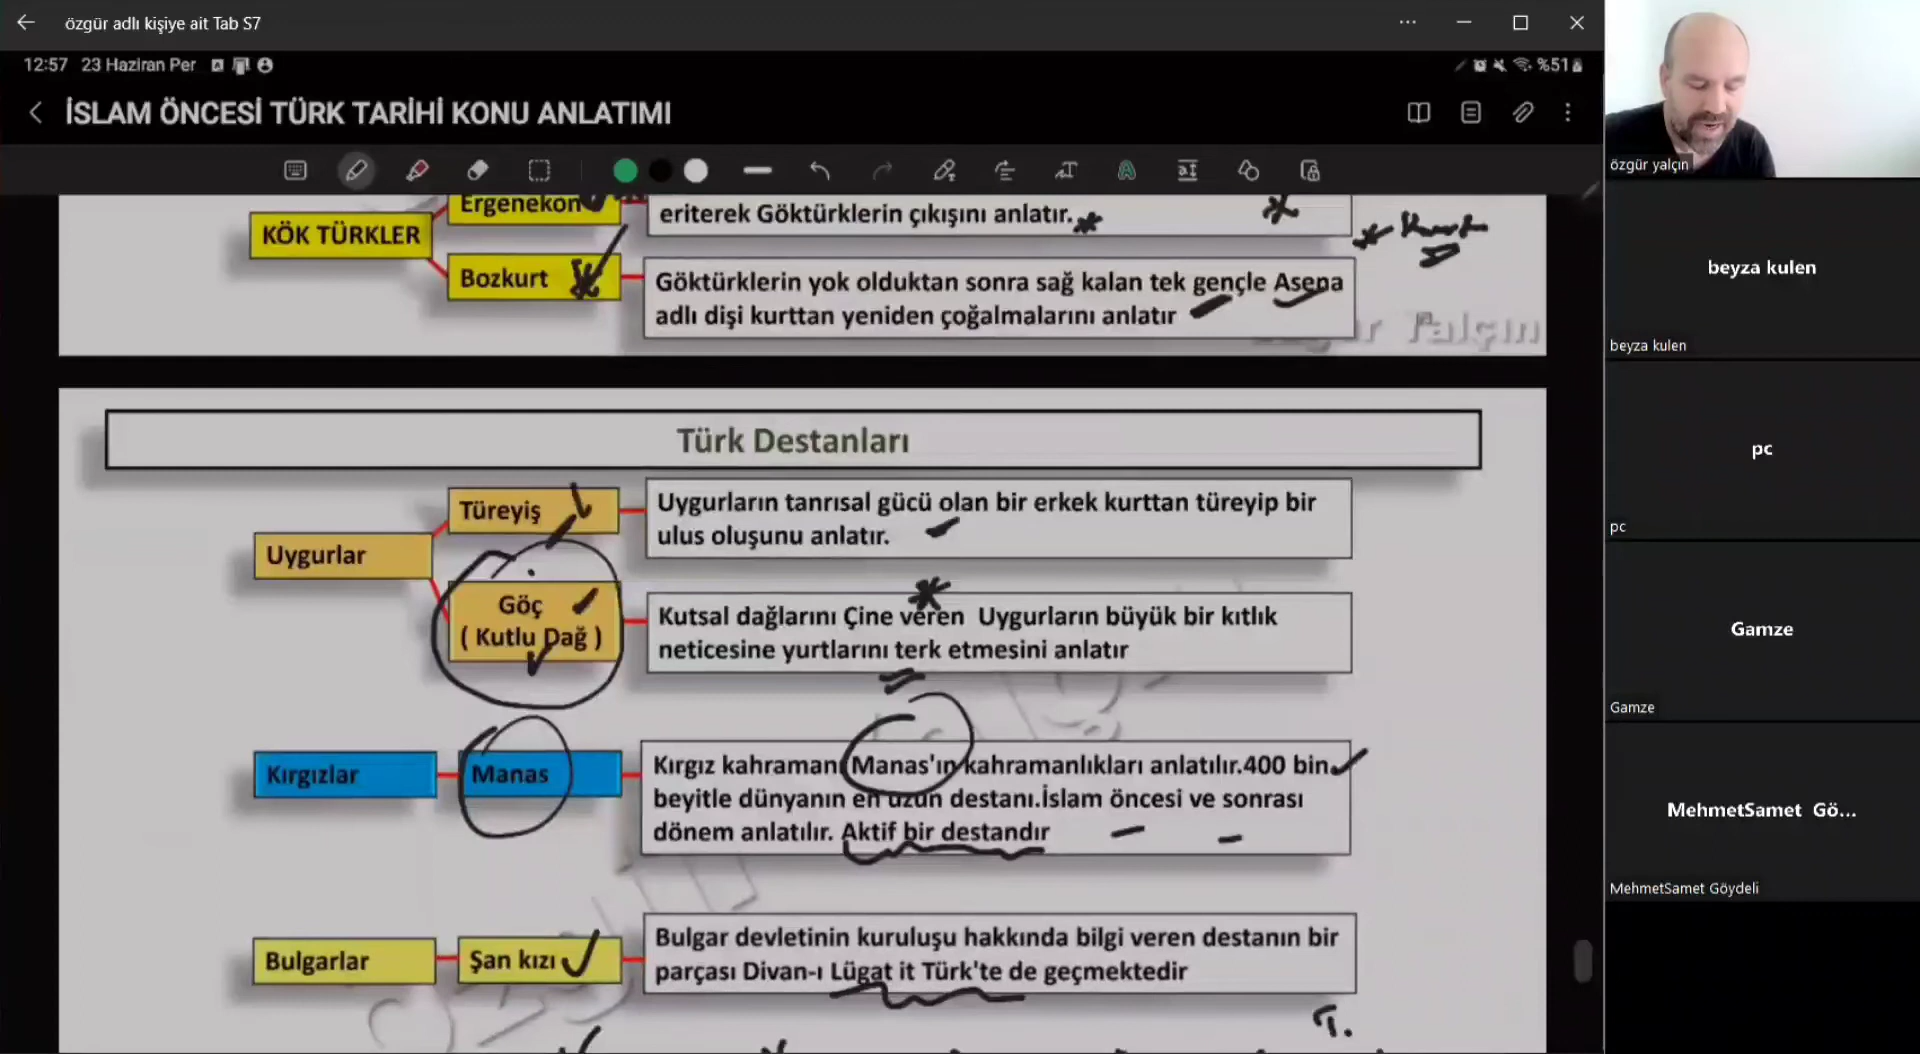 özgür adlı kişiye ait Tab S7
12:57 23 Haziran Per
%51
İSLAM ÖNCESİ TÜRK TARİHİ KONU ANLATIMI
KÖK TÜRKLER
Ergenekon
eriterek Göktürklerin çıkışını anlatır.
Bozkurt
Göktürklerin yok olduktan sonra sağ kalan tek gençle Asena
adlı dişi kurttan yeniden çoğalmalarını anlatır
Yalçın
Türk Destanları
Uygurlar
Türeyiş
Uygurların tanrısal gücü olan bir erkek kurttan türeyip bir
ulus oluşunu anlatır.
Göç
( Kutlu Dağ )
Kutsal dağlarını Çine veren Uygurların büyük bir kıtlık
neticesine yurtlarını terk etmesini anlatır
Kırgızlar
Manas
Kırgız kahraman Manas'ın kahramanlıkları anlatılır.400 bin
beyitle dünyanın en uzun destanı.İslam öncesi ve sonrası
dönem anlatılır. Aktif bir destandır
Bulgarlar
Şan kızı
Bulgar devletinin kuruluşu hakkında bilgi veren destanın bir
parçası Divan-ı Lügat it Türk'te de geçmektedir
özgür yalçın
beyza kulen
beyza kulen
pc
pc
Gamze
Gamze
MehmetSamet Gö...
MehmetSamet Göydeli